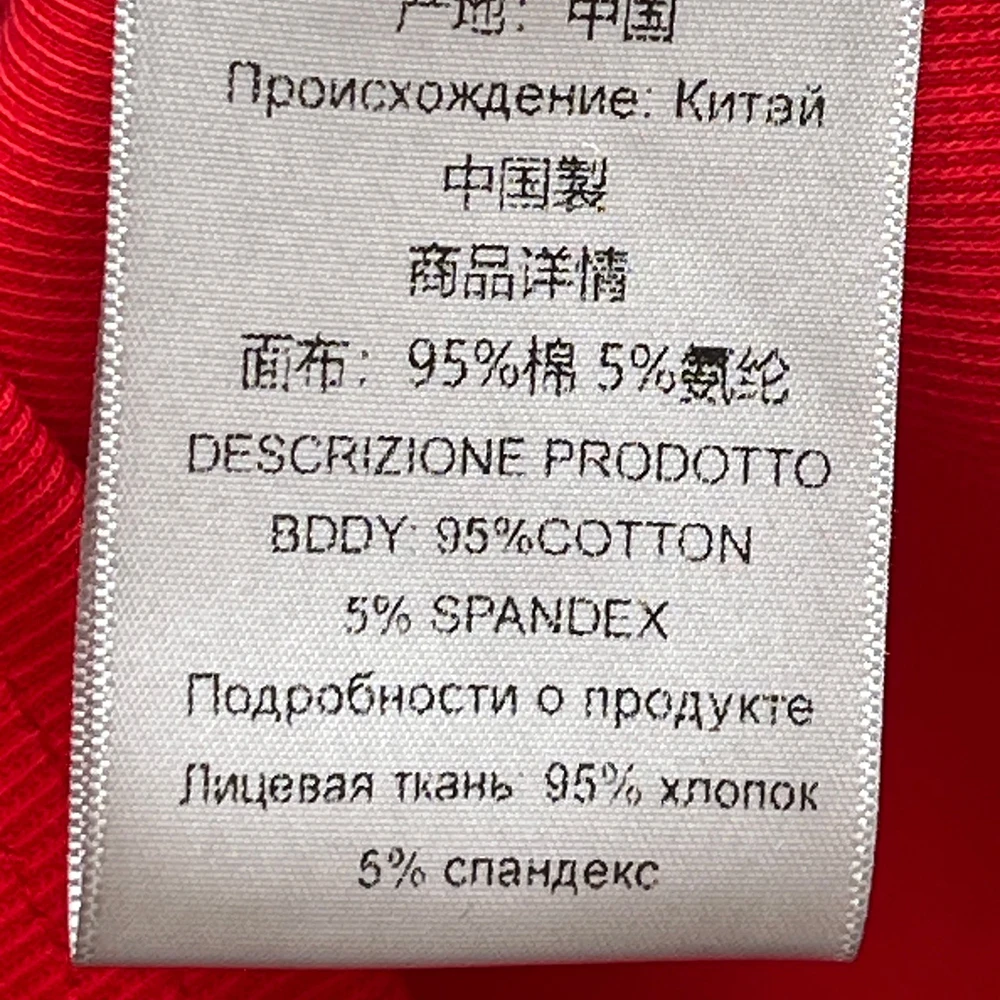 产地：中国
Происхождение: Китай
中国製
商品详情
面布：95%棉 5%氨纶
DESCRIZIONE PRODOTTO
BDDY: 95%COTTON
5% SPANDEX
Подробности о продукте
Лицевая ткань: 95% хлопок
5% спандекс